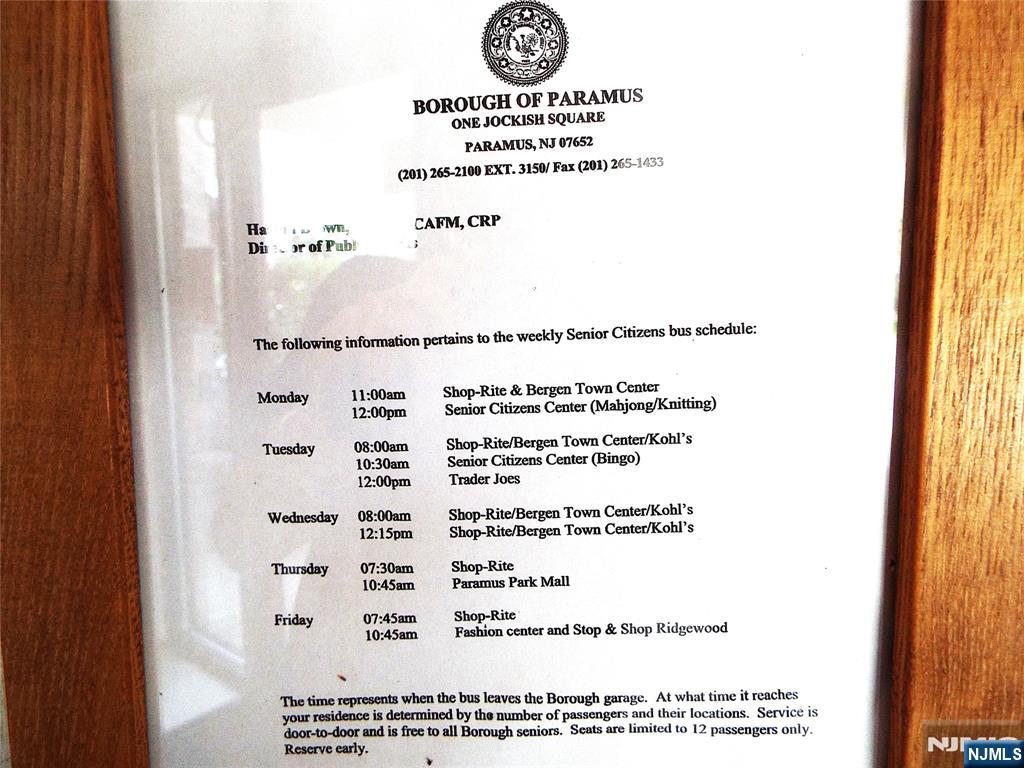 BOROUGH OF PARAMUS
ONE JOCKISH SQUARE
PARAMUS, NJ 07652
(201) 265-2100 EXT. 3150/ Fax (201) 265-1433
CAFM, CRP
Director of
The following information pertains to the weekly Senior Citizens bus schedule:
Monday 11:00am Shop-Rite & Bergen Town Center
12:00pm Senior Citizens Center (Mahjong/Knitting)
Tuesday 08:00am Shop-Rite/Bergen Town Center/Kohl's
10:30am Senior Citizens Center (Bingo)
12:00pm Trader Joes
Wednesday 08:00am Shop-Rite/Bergen Town Center/Kohl's
12:15pm Shop-Rite/Bergen Town Center/Kohl's
Thursday 07:30am Shop-Rite
10:45am Paramus Park Mall
Friday 07:45am Shop-Rite
10:45am Fashion center and Stop & Shop Ridgewood
The time represents when the bus leaves the Borough garage. At what time it reaches
your residence is determined by the number of passengers and their locations. Service is
door-to-door and is free to all Borough seniors. Seats are limited to 12 passengers only.
Reserve early.
NJMLS